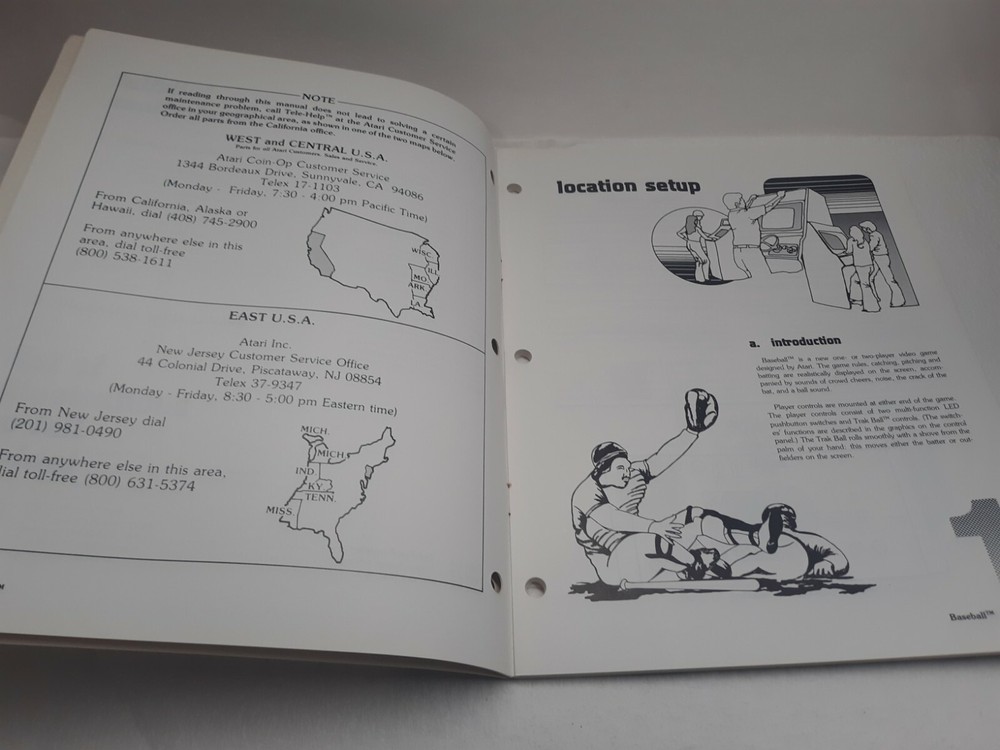 NOTE
If reading through this manual does not lead to solving a certain
maintenance problem, call Tele-Help™ at the Atari Customer Service
office in your geographical area, as shown in one of the two maps below.
Order all parts from the California office.
WEST and CENTRAL U.S.A.
Parts for all Atari Customers. Sales and Service.
Atari Coin-Op Customer Service
1344 Bordeaux Drive, Sunnyvale, CA 94086
Telex 17-1103
(Monday - Friday, 7:30 - 4:00 pm Pacific Time)
From California, Alaska or
Hawaii, dial (408) 745-2900
From anywhere else in this
area, dial toll-free
(800) 538-1611
WISC.
ILL
MO
ARK
LA
EAST U.S.A.
Atari Inc.
New Jersey Customer Service Office
44 Colonial Drive, Piscataway, NJ 08854
Telex 37-9347
(Monday - Friday, 8:30 - 5:00 pm Eastern time)
From New Jersey dial
(201) 981-0490
From anywhere else in this area,
dial toll-free (800) 631-5374
MICH.
MICH
IND
KY
TENN.
MISS.
location setup
a. introduction
Baseball™ is a new one- or two-player video game
designed by Atari. The game rules, catching, pitching and
batting are realistically displayed on the screen, accom-
panied by sounds of crowd cheers, noise, the crack of the
bat, and a ball sound.
Player controls are mounted at either end of the game.
The player controls consist of two multi-function LED
pushbutton switches and Trak Ball™ controls. (The switch-
es' functions are described in the graphics on the control
panel.) The Trak Ball rolls smoothly with a shove from the
palm of your hand; this moves either the batter or out-
fielders on the screen.
1
Baseball™